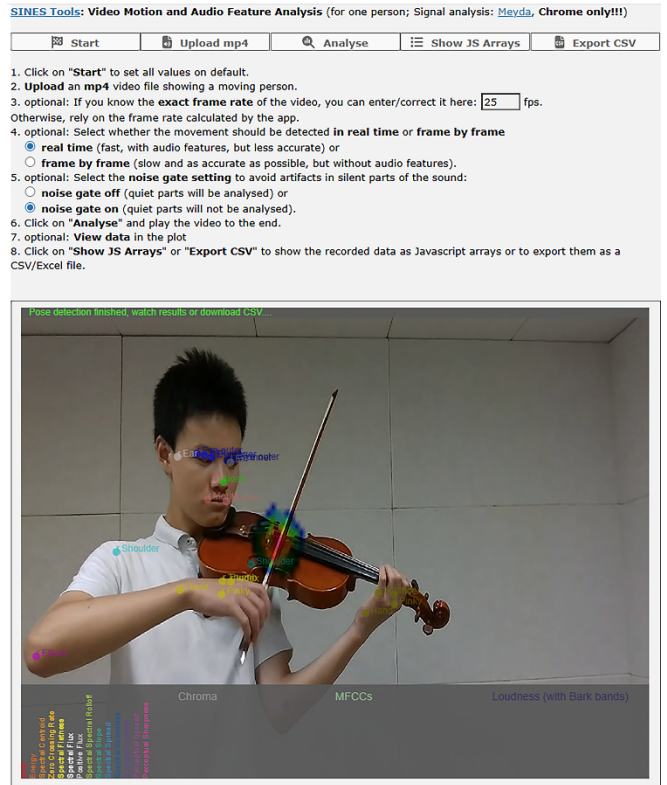 SINES Tools: Video Motion and Audio Feature Analysis (for one person; Signal analysis: Meyda, Chrome only!!!)
Start Upload mp4 Analyse Show JS Arrays Export CSV
1. Click on "Start" to set all values on default.
2. Upload an mp4 video file showing a moving person.
3. optional: If you know the exact frame rate of the video, you can enter/correct it here: 25 fps.
Otherwise, rely on the frame rate calculated by the app.
4. optional: Select whether the movement should be detected in real time or frame by frame
real time (fast, with audio features, but less accurate) or
frame by frame (slow and as accurate as possible, but without audio features).
5. optional: Select the noise gate setting to avoid artifacts in silent parts of the sound:
noise gate off (quiet parts will be analysed) or
noise gate on (quiet parts will not be analysed).
6. Click on "Analyse" and play the video to the end.
7. optional: View data in the plot
8. Click on "Show JS Arrays" or "Export CSV" to show the recorded data as Javascript arrays or to export them as a
CSV/Excel file.
Pose detection finished, watch results or download CSV....
Shoulder
Shoulder
Pinky
Chroma MFCCs Loudness (with Bark bands)
Energy
Spectral Centroid
Zero Crossing Rate
Spectral Flatness
Spectral Flux
Positive Flux
Spectral Spectral Rolloff
Spectral Slope
Spectral Spread
Perceptual Sharpness